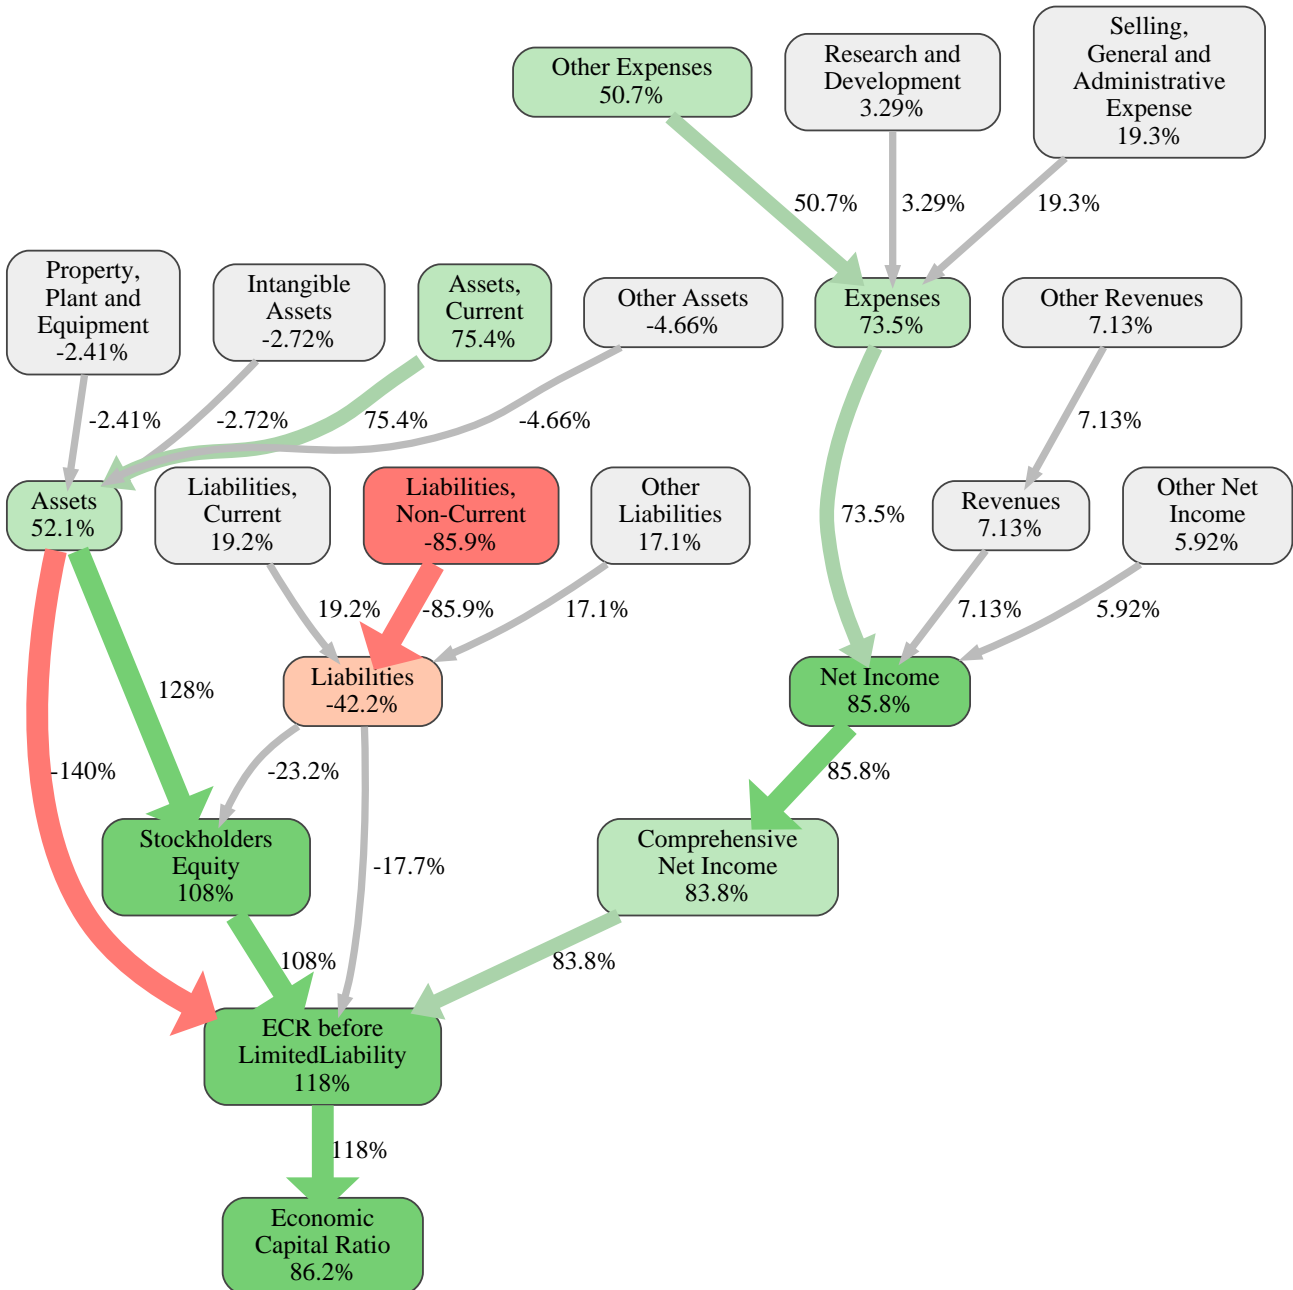 Other Expenses
50.7%
Research and
Development
3.29%
Selling,
General and
Administrative
Expense
19.3%
50.7%
3.29%
19.3%
Property,
Plant and
Equipment
-2.41%
Intangible
Assets
-2.72%
Assets,
Current
75.4%
Other Assets
-4.66%
Expenses
73.5%
Other Revenues
7.13%
-2.41%
-2.72%
75.4%
-4.66%
7.13%
Assets
52.1%
Liabilities,
Current
19.2%
Liabilities,
Non-Current
-85.9%
Other
Liabilities
17.1%
73.5%
Revenues
7.13%
Other Net
Income
5.92%
19.2%
-85.9%
17.1%
7.13%
5.92%
128%
Liabilities
-42.2%
Net Income
85.8%
-140%
-23.2%
85.8%
Stockholders
Equity
108%
-17.7%
Comprehensive
Net Income
83.8%
108%
83.8%
ECR before
LimitedLiability
118%
118%
Economic
Capital Ratio
86.2%